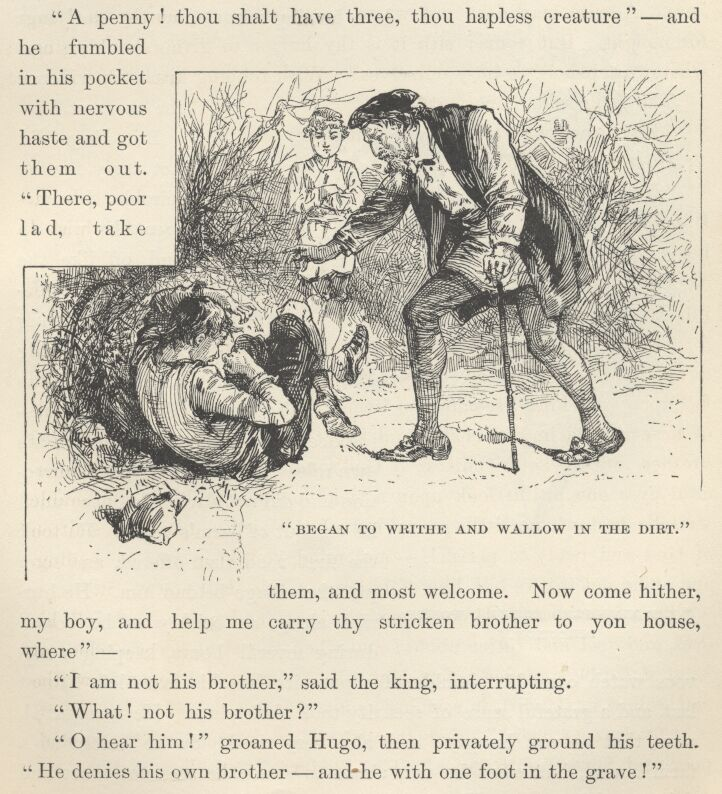 “A penny! thou shalt have three, thou hapless creature”—and
he fumbled
in his pocket
with nervous
haste and got
them out.
“There, poor
lad, take
“BEGAN TO WRITHE AND WALLOW IN THE DIRT.”
them, and most welcome. Now come hither,
my boy, and help me carry thy stricken brother to yon house,
where”—
“I am not his brother,” said the king, interrupting.
“What! not his brother?”
“O hear him!” groaned Hugo, then privately ground his teeth.
“He denies his own brother—and he with one foot in the grave!”